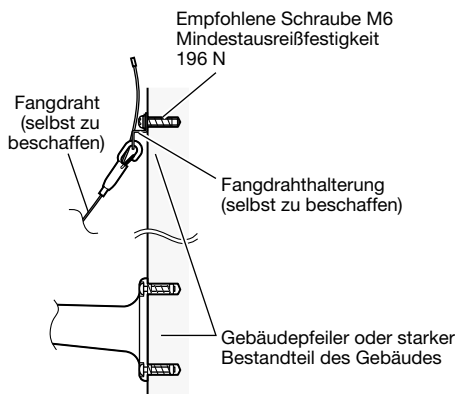 Empfohlene Schraube M6
Mindestausreißfestigkeit
196 N
Fangdraht
(selbst zu
beschaffen)
Fangdrahthalterung
(selbst zu beschaffen)
Gebäudepfeiler oder starker
Bestandteil des Gebäudes